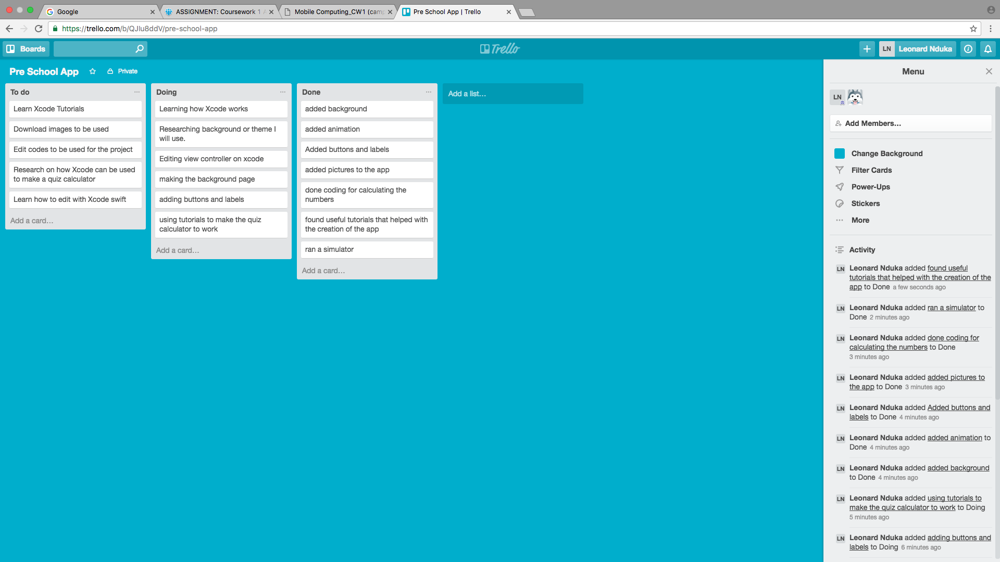 Google
ASSIGNMENT: Coursework 1
Mobile Computing_CW1 (cam
Pre School App | Trello
https://trello.com/b/QJlu8ddV/pre-school-app
Boards
Trello
LN Leonard Nduka
Pre School App
Private
To do
Learn Xcode Tutorials
Download images to be used
Edit codes to be used for the project
Research on how Xcode can be used
to make a quiz calculator
Learn how to edit with Xcode swift
Add a card...
Doing
Learning how Xcode works
Researching background or theme I
will use.
Editing view controller on xcode
making the background page
adding buttons and labels
using tutorials to make the quiz
calculator to work
Add a card...
Done
added background
added animation
Added buttons and labels
added pictures to the app
done coding for calculating the
numbers
found useful tutorials that helped with
the creation of the app
ran a simulator
Add a card...
Add a list...
Menu
LN
Add Members...
Change Background
Filter Cards
Power-Ups
Stickers
More
Activity
LN Leonard Nduka added found useful
tutorials that helped with the creation of the
app to Done a few seconds ago
LN Leonard Nduka added ran a simulator to
Done 2 minutes ago
LN Leonard Nduka added done coding for
calculating the numbers to Done
3 minutes ago
LN Leonard Nduka added added pictures to
the app to Done 3 minutes ago
LN Leonard Nduka added Added buttons and
labels to Done 4 minutes ago
LN Leonard Nduka added added animation to
Done 4 minutes ago
LN Leonard Nduka added added background
to Done 4 minutes ago
LN Leonard Nduka added using tutorials to
make the quiz calculator to work to Doing
5 minutes ago
LN Leonard Nduka added adding buttons and
labels to Doing 6 minutes ago